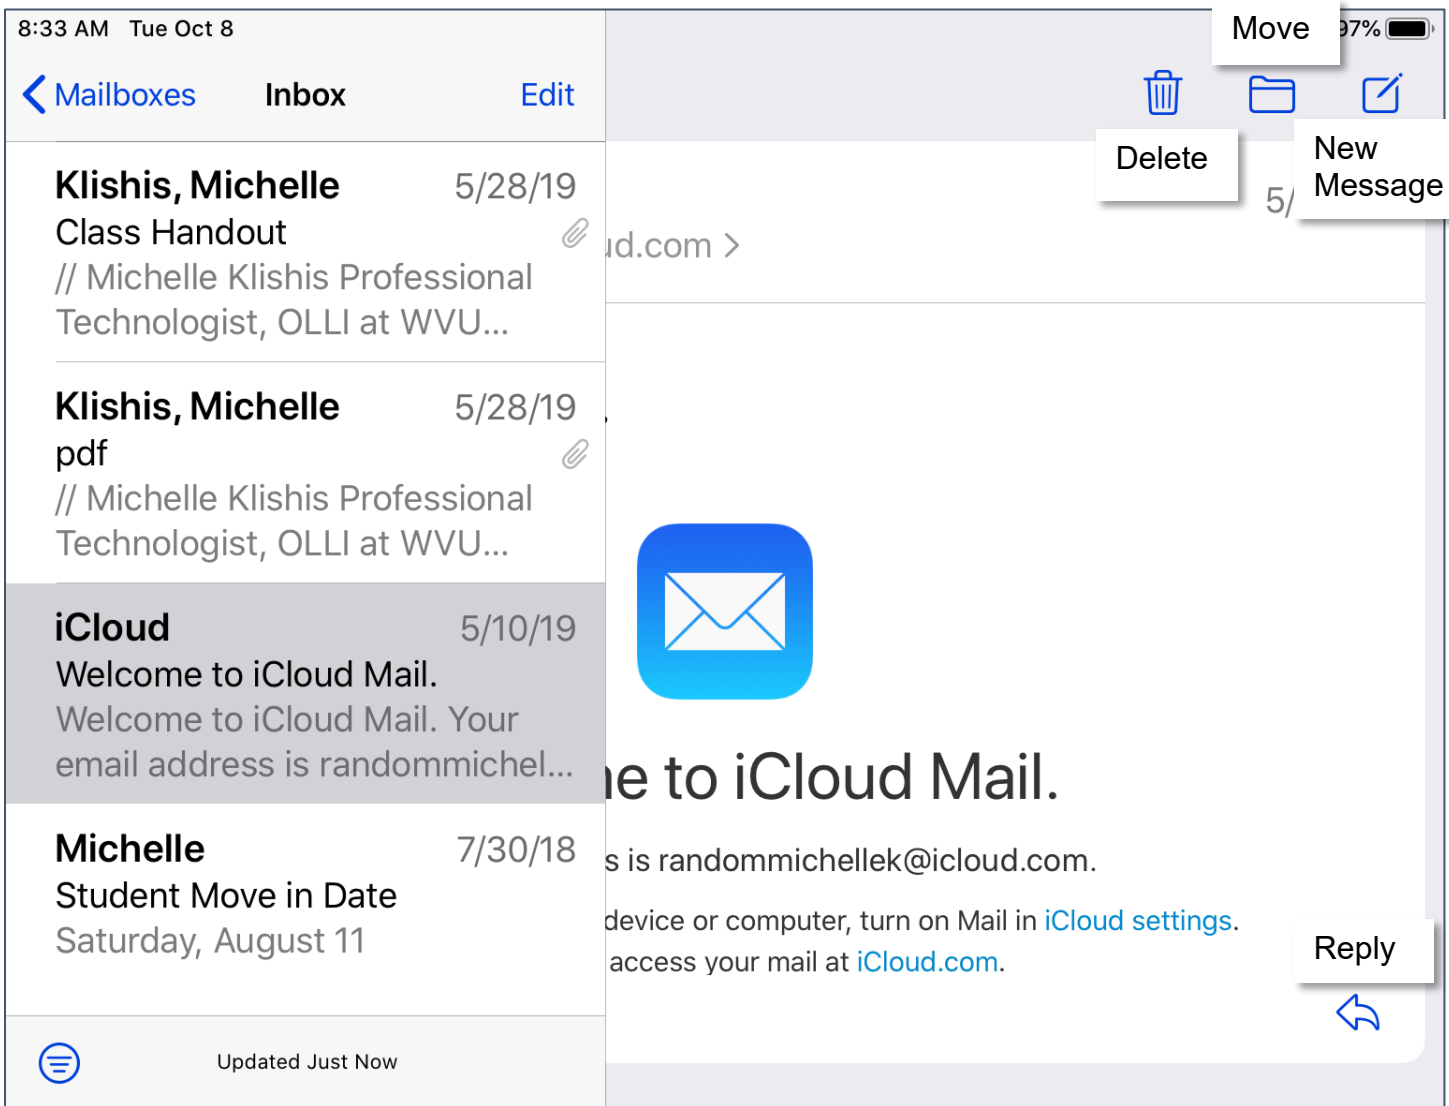 8:33 AM Tue Oct 8
Move
97%
Mailboxes
Inbox
Edit
Delete
New
Message
Klishis, Michelle 5/28/19
Class Handout
// Michelle Klishis Professional
Technologist, OLLI at WVU...
Klishis, Michelle 5/28/19
pdf
// Michelle Klishis Professional
Technologist, OLLI at WVU...
iCloud 5/10/19
Welcome to iCloud Mail.
Welcome to iCloud Mail. Your
email address is randommichel...
Michelle 7/30/18
Student Move in Date
Saturday, August 11
Updated Just Now
5/
ud.com >
e to iCloud Mail.
s is randommichellek@icloud.com.
device or computer, turn on Mail in iCloud settings.
access your mail at iCloud.com.
Reply